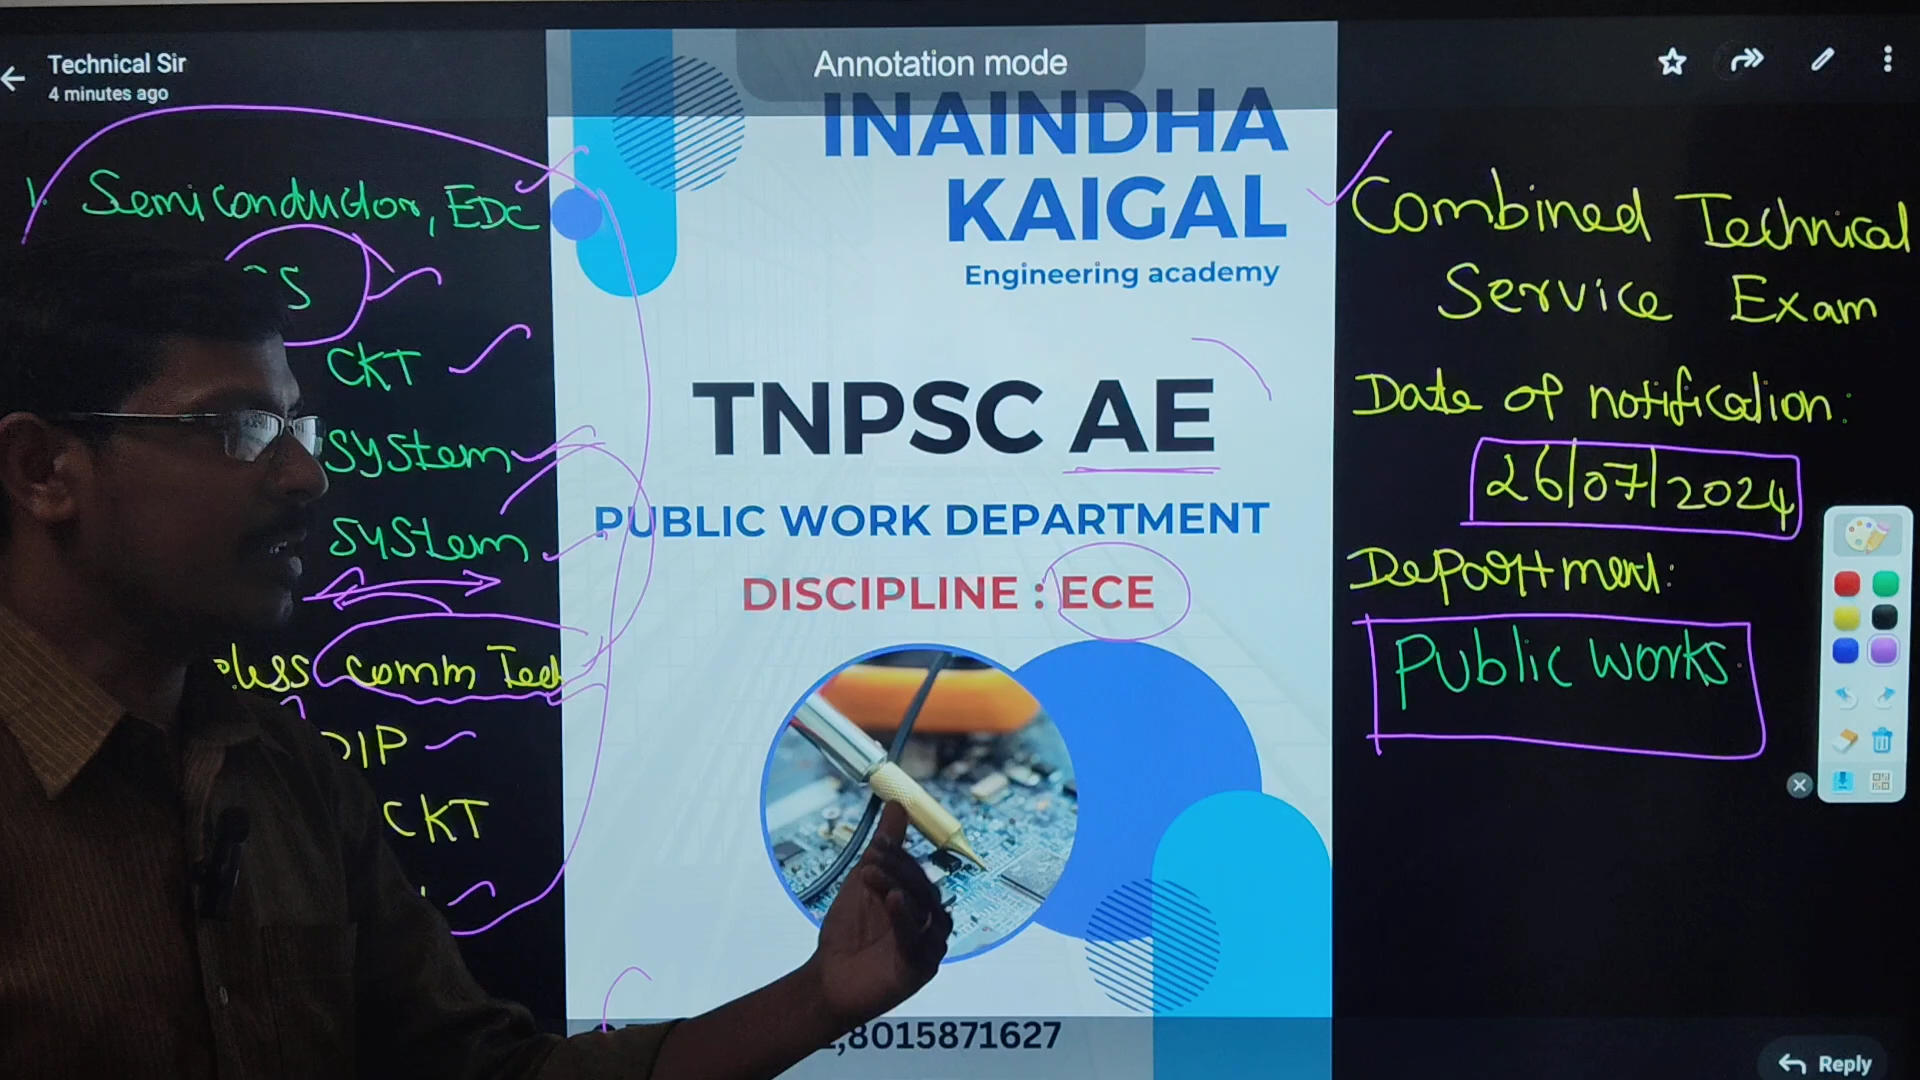 Technical Sir
4 minutes ago
Annotation mode
1. Semiconductor, EDC
S
CKT
System
System
less Comm Tech
DIP
CKT
INAINDHA
KAIGAL
Engineering academy
TNPSC AE
PUBLIC WORK DEPARTMENT
DISCIPLINE : ECE
,8015871627
Combined Technical
Service Exam
Date of notification:
26/07/2024
Department:
Public works.
Reply